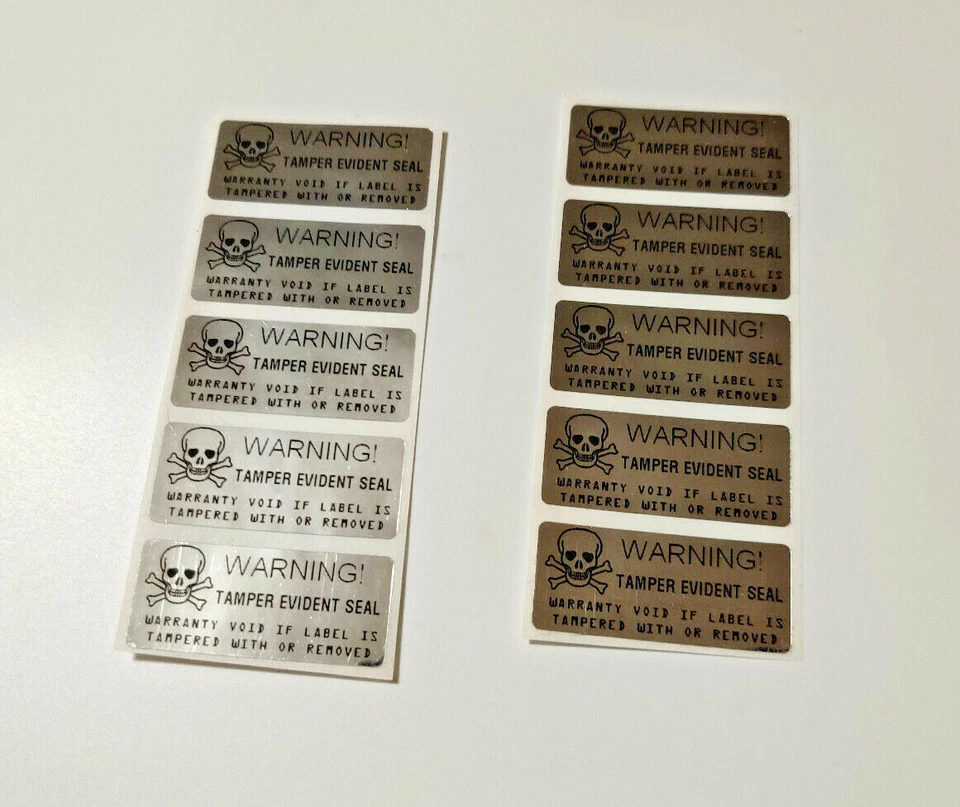 WARNING!
TAMPER EVIDENT SEAL
WARRANTY VOID IF LABEL IS
TAMPERED WITH OR REMOVED
WARNING!
TAMPER EVIDENT SEAL
WARRANTY VOID IF LABEL IS
TAMPERED WITH OR REMOVED
WARNING!
TAMPER EVIDENT SEAL
WARRANTY VOID IF LABEL IS
TAMPERED WITH OR REMOVED
WARNING!
TAMPER EVIDENT SEAL
WARRANTY VOID IF LABEL IS
TAMPERED WITH OR REMOVED
WARNING!
TAMPER EVIDENT SEAL
WARRANTY VOID IF LABEL IS
TAMPERED WITH OR REMOVED
WARNING!
TAMPER EVIDENT SEAL
WARRANTY VOID IF LABEL IS
TAMPERED WITH OR REMOVED
WARNING!
TAMPER EVIDENT SEAL
WARRANTY VOID IF LABEL IS
TAMPERED WITH OR REMOVED
WARNING!
TAMPER EVIDENT SEAL
WARRANTY VOID IF LABEL IS
TAMPERED WITH OR REMOVED
WARNING!
TAMPER EVIDENT SEAL
WARRANTY VOID IF LABEL IS
TAMPERED WITH OR REMOVED
WARNING!
TAMPER EVIDENT SEAL
WARRANTY VOID IF LABEL IS
TAMPERED WITH OR REMOVED